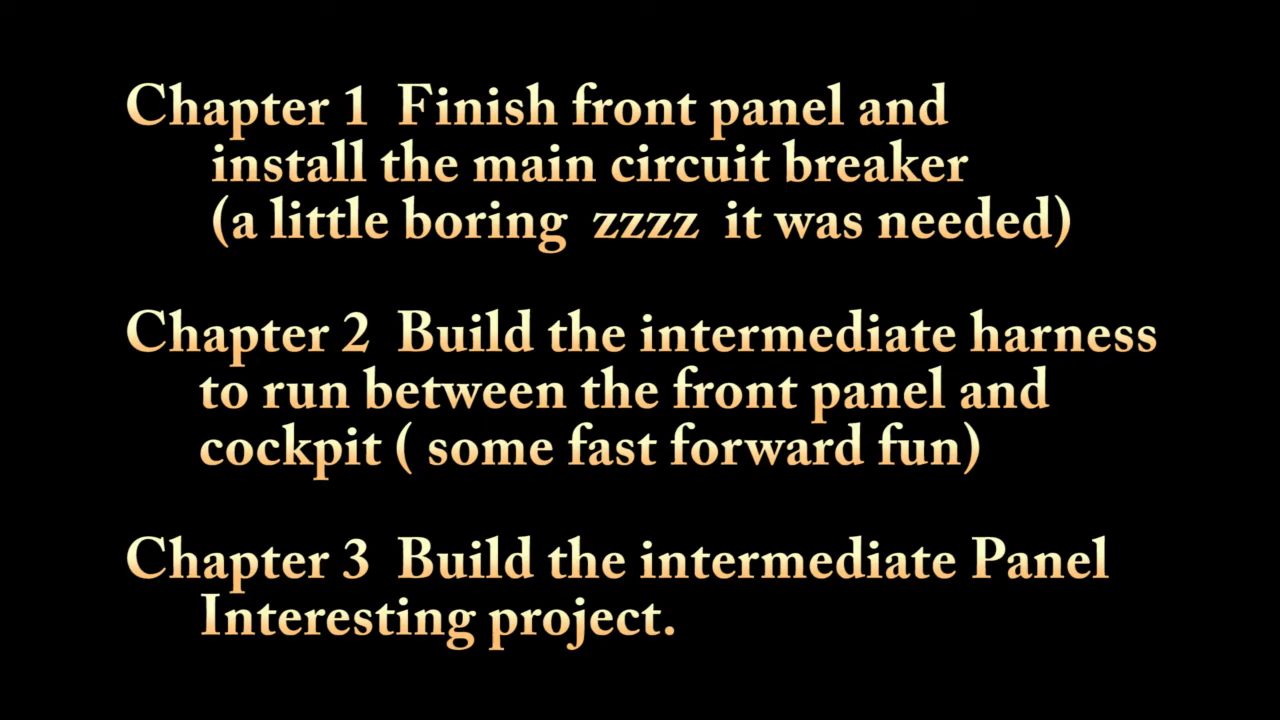 Chapter 1  Finish front panel and
install the main circuit breaker
(a little boring  zzzz  it was needed)
Chapter 2  Build the intermediate harness
to run between the front panel and
cockpit ( some fast forward fun)
Chapter 3  Build the intermediate Panel
Interesting project.